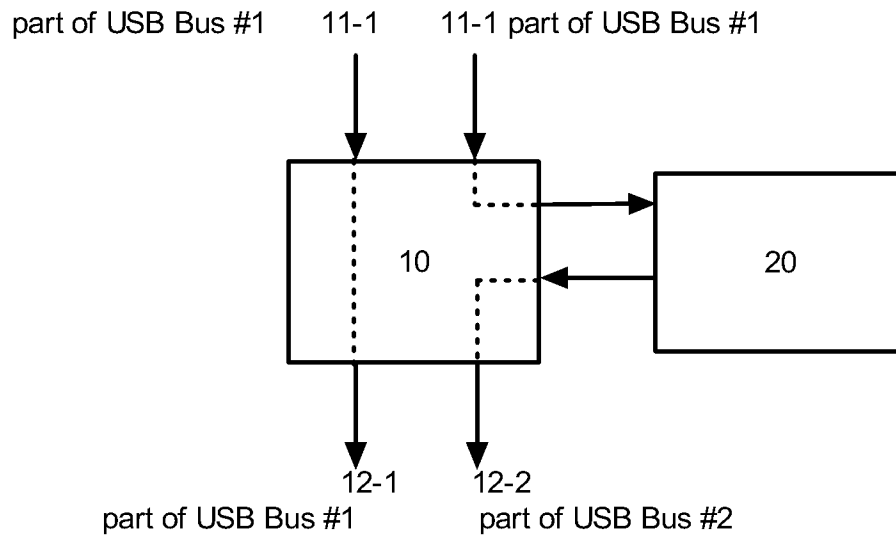 part of USB Bus #1 11-1 11-1 part of USB Bus #1
10 20
12-1 12-2
part of USB Bus #1 part of USB Bus #2